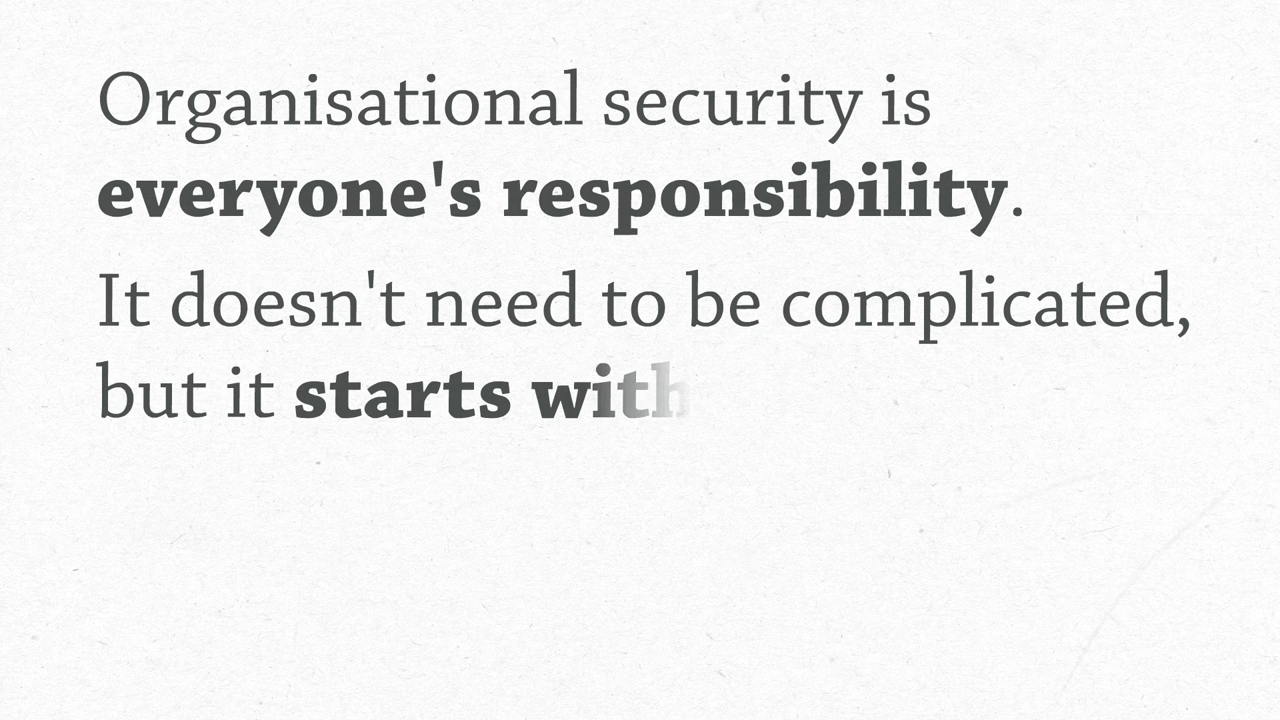 Organisational security is
everyone's responsibility.
It doesn't need to be complicated,
but it starts with